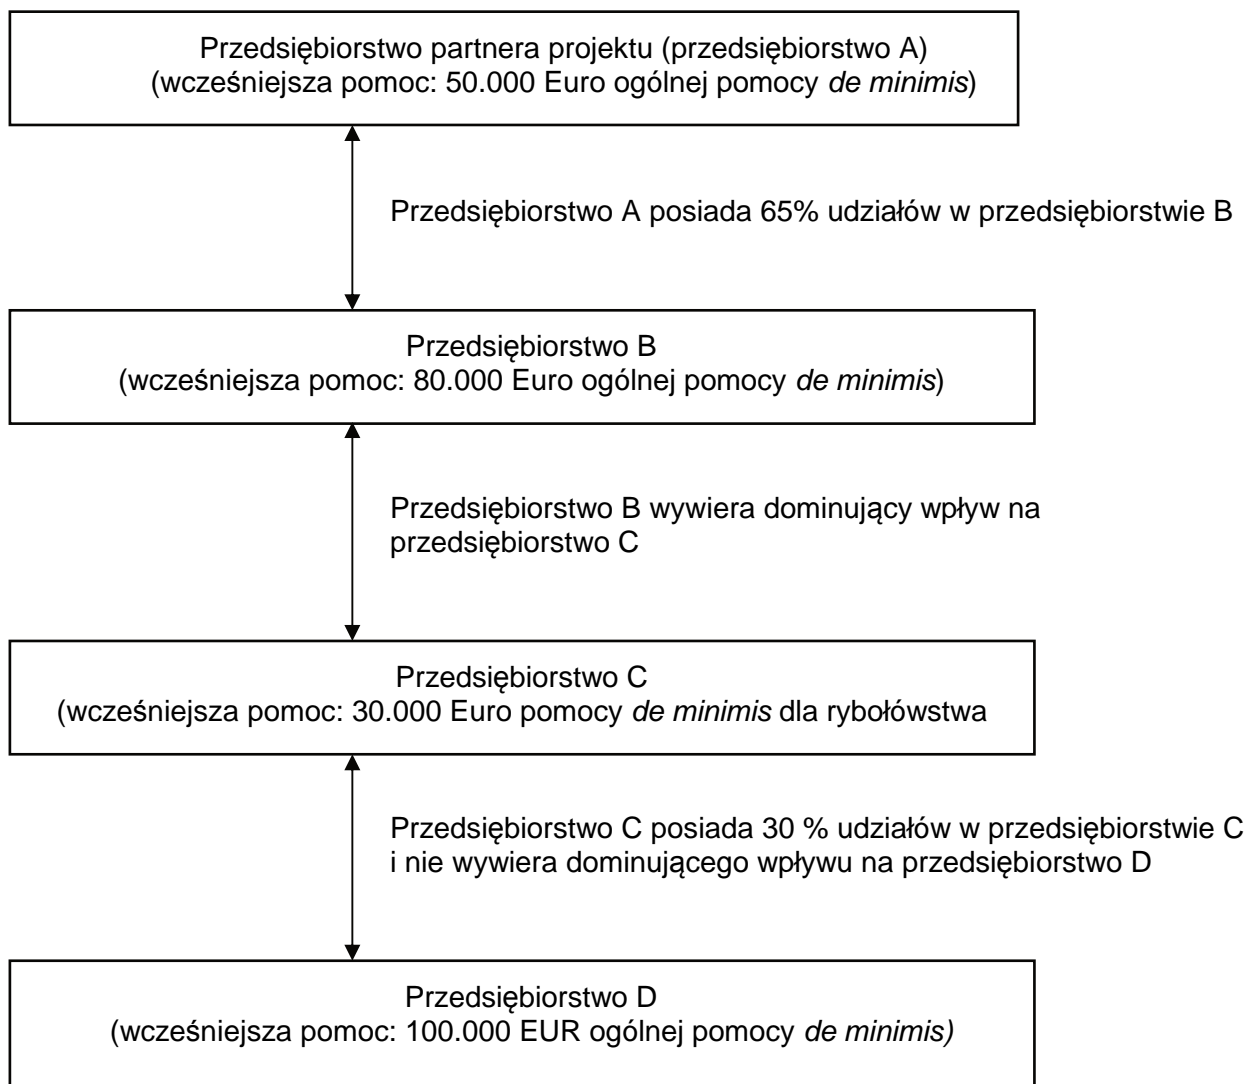 Przedsiębiorstwo partnera projektu (przedsiębiorstwo A)
(wcześniejsza pomoc: 50.000 Euro ogólnej pomocy de minimis)
Przedsiębiorstwo A posiada 65% udziałów w przedsiębiorstwie B
Przedsiębiorstwo B
(wcześniejsza pomoc: 80.000 Euro ogólnej pomocy de minimis)
Przedsiębiorstwo B wywiera dominujący wpływ na
przedsiębiorstwo C
Przedsiębiorstwo C
(wcześniejsza pomoc: 30.000 Euro pomocy de minimis dla rybołówstwa
Przedsiębiorstwo C posiada 30 % udziałów w przedsiębiorstwie C
i nie wywiera dominującego wpływu na przedsiębiorstwo D
Przedsiębiorstwo D
(wcześniejsza pomoc: 100.000 EUR ogólnej pomocy de minimis)